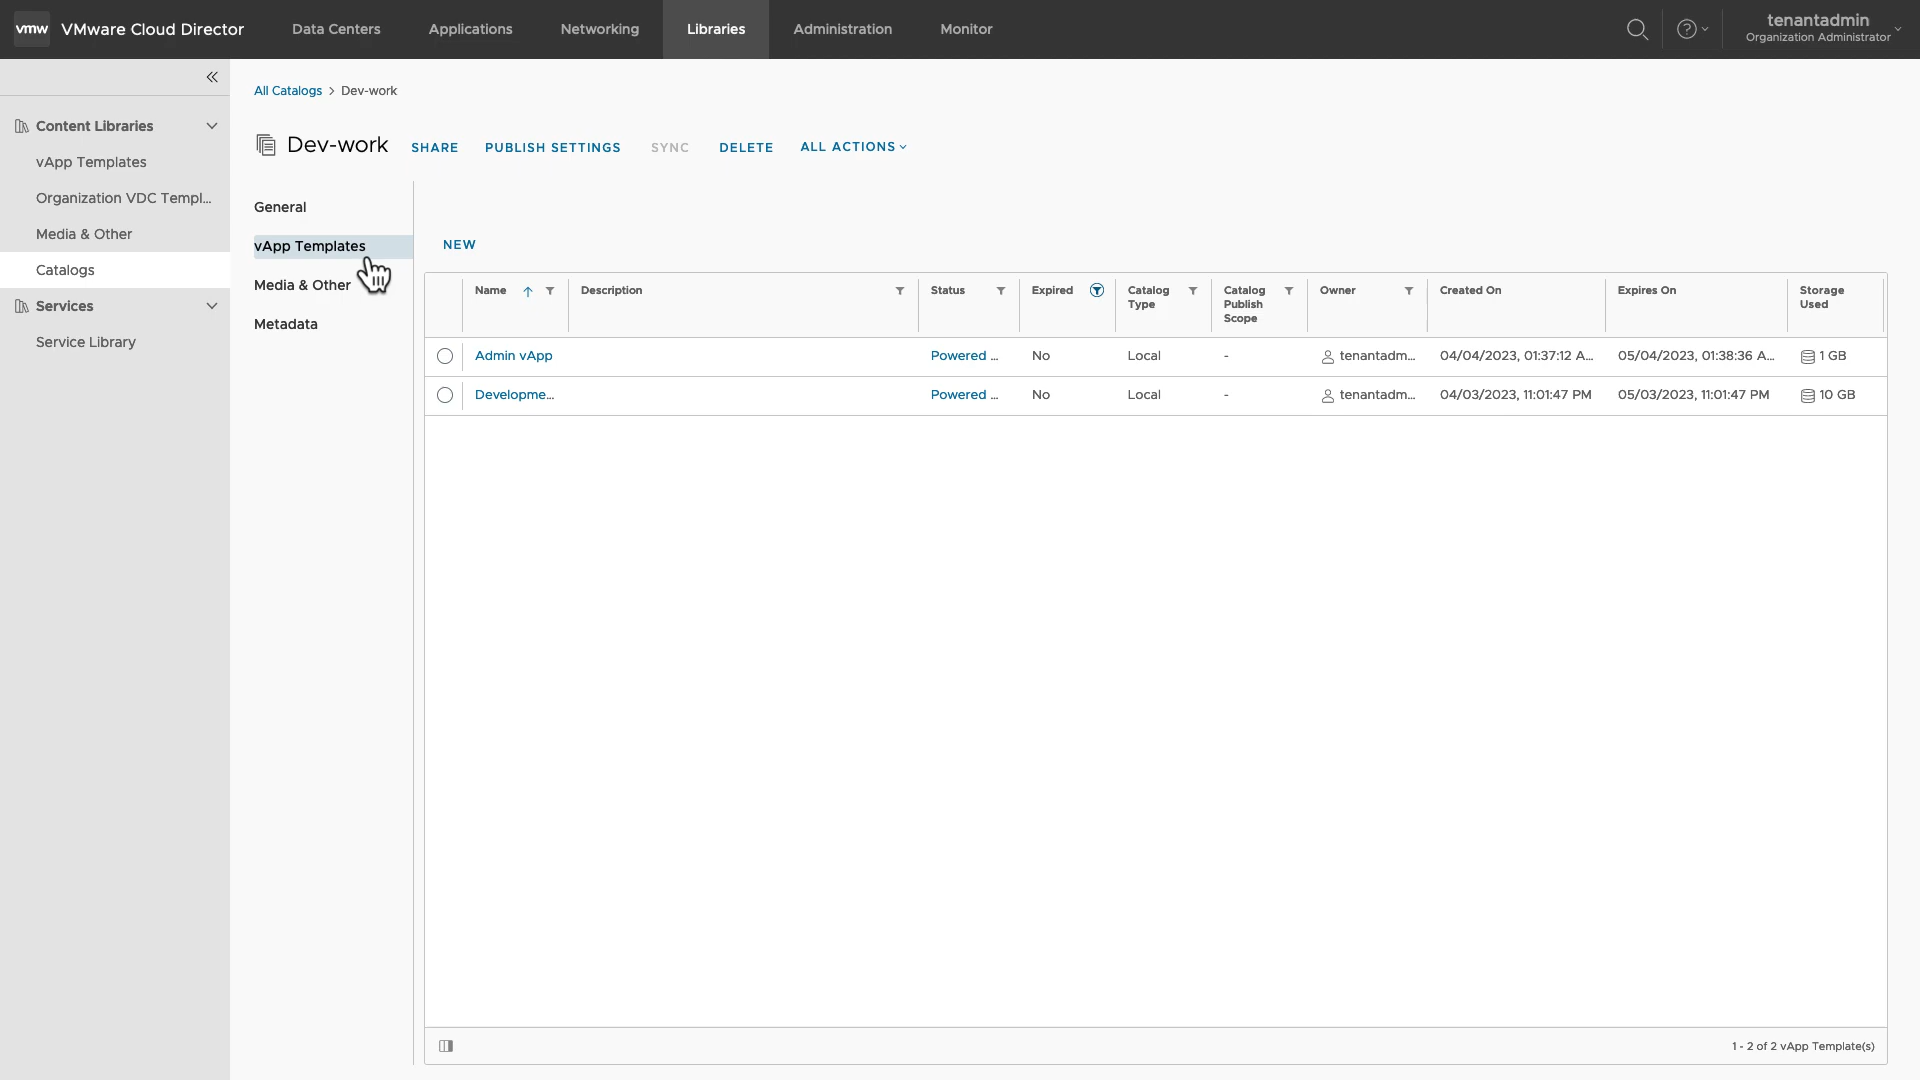 vmw VMware Cloud Director Data Centers Applications Networking Libraries Administration Monitor tenantadmin
Organization Administrator
All Catalogs > Dev-work
Content Libraries
vApp Templates
Organization VDC Templ...
Media & Other
Catalogs
Services
Service Library
Dev-work SHARE PUBLISH SETTINGS SYNC DELETE ALL ACTIONS
General
vApp Templates
Media & Other
Metadata
NEW
Name Description Status Expired Catalog Type Catalog Publish Scope Owner Created On Expires On Storage Used
Admin vApp Powered ... No Local - tenantadm... 04/04/2023, 01:37:12 A... 05/04/2023, 01:38:36 A... 1 GB
Developme... Powered ... No Local - tenantadm... 04/03/2023, 11:01:47 PM 05/03/2023, 11:01:47 PM 10 GB
1 - 2 of 2 vApp Template(s)